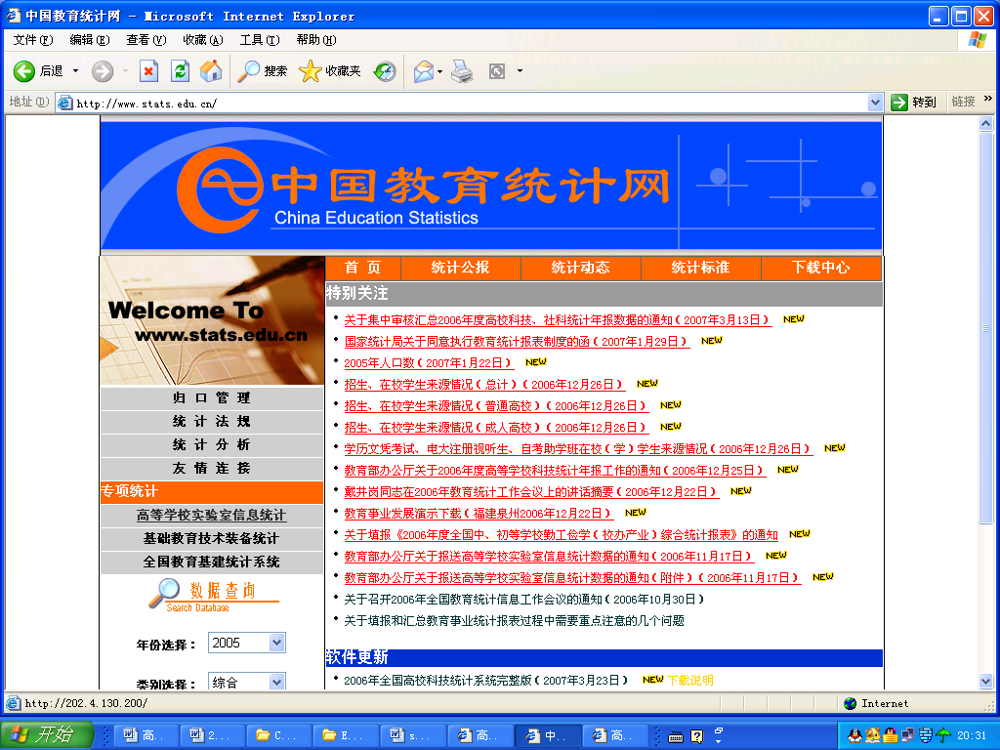 中国教育统计网 - Microsoft Internet Explorer
文件(F) 编辑(E) 查看(V) 收藏(A) 工具(T) 帮助(H)
后退 搜索 收藏夹
地址(D) http://www.stats.edu.cn/ 转到 链接 »
中国教育统计网
China Education Statistics
首 页 统计公报 统计动态 统计标准 下载中心
Welcome To
www.stats.edu.cn
归 口 管 理
统 计 法 规
统 计 分 析
友 情 连 接
专项统计
高等学校实验室信息统计
基础教育技术装备统计
全国教育基建统计系统
数据查询
Search Database
年份选择： 2005
类别选择： 综合
特别关注
关于集中审核汇总2006年度高校科技、社科统计年报数据的通知（2007年3月13日） NEW
国家统计局关于同意执行教育统计报表制度的函（2007年1月29日） NEW
2005年人口数（2007年1月22日） NEW
招生、在校学生来源情况（总计）（2006年12月26日） NEW
招生、在校学生来源情况（普通高校）（2006年12月26日） NEW
招生、在校学生来源情况（成人高校）（2006年12月26日） NEW
学历文凭考试、电大注册视听生、自考助学班在校（学）学生来源情况（2006年12月26日） NEW
教育部办公厅关于2006年度高等学校科技统计年报工作的通知（2006年12月25日） NEW
戴井岗同志在2006年教育统计工作会议上的讲话摘要（2006年12月22日） NEW
教育事业发展演示下载（福建泉州2006年12月22日） NEW
关于填报《2006年度全国中、初等学校勤工俭学（校办产业）综合统计报表》的通知 NEW
教育部办公厅关于报送高等学校实验室信息统计数据的通知（2006年11月17日） NEW
教育部办公厅关于报送高等学校实验室信息统计数据的通知（附件）（2006年11月17日） NEW
关于召开2006年全国教育统计信息工作会议的通知（2006年10月30日）
关于填报和汇总教育事业统计报表过程中需要重点注意的几个问题
软件更新
2006年全国高校科技统计系统完整版（2007年3月23日） NEW 下载说明
http://202.4.130.200/ Internet
开始 高.. 2... C... E... s... 高.. 中.. 高.. 20:31